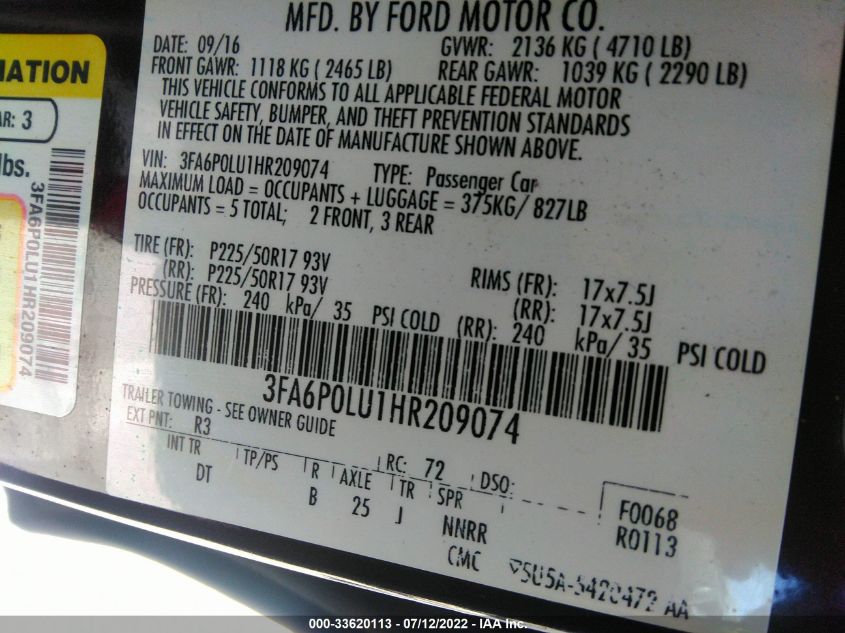 MFD. BY FORD MOTOR CO.
DATE: 09/16 GVWR: 2136 KG ( 4710 LB)
FRONT GAWR: 1118 KG ( 2465 LB) REAR GAWR: 1039 KG ( 2290 LB)
THIS VEHICLE CONFORMS TO ALL APPLICABLE FEDERAL MOTOR
VEHICLE SAFETY, BUMPER, AND THEFT PREVENTION STANDARDS
IN EFFECT ON THE DATE OF MANUFACTURE SHOWN ABOVE.
VIN: 3FA6P0LU1HR209074 TYPE: Passenger Car
MAXIMUM LOAD = OCCUPANTS + LUGGAGE = 375KG/ 827LB
OCCUPANTS = 5 TOTAL; 2 FRONT, 3 REAR
TIRE (FR): P225/50R17 93V RIMS (FR): 17x7.5J
(RR): P225/50R17 93V (RR): 17x7.5J
PRESSURE (FR): 240 kPa/ 35 PSI COLD (RR): 240 kPa/ 35 PSI COLD
3FA6P0LU1HR209074
TRAILER TOWING - SEE OWNER GUIDE
EXT PNT: R3 RC: 72 DSO:
INT TR TP/PS R AXLE TR SPR F0068
DT B 25 J NNRR R0113
CMC 5U5A-5420472-AA
MATION
AR: 3
lbs.
3FA6P0LU1HR209074
000-33620113 - 07/12/2022 - IAA Inc.